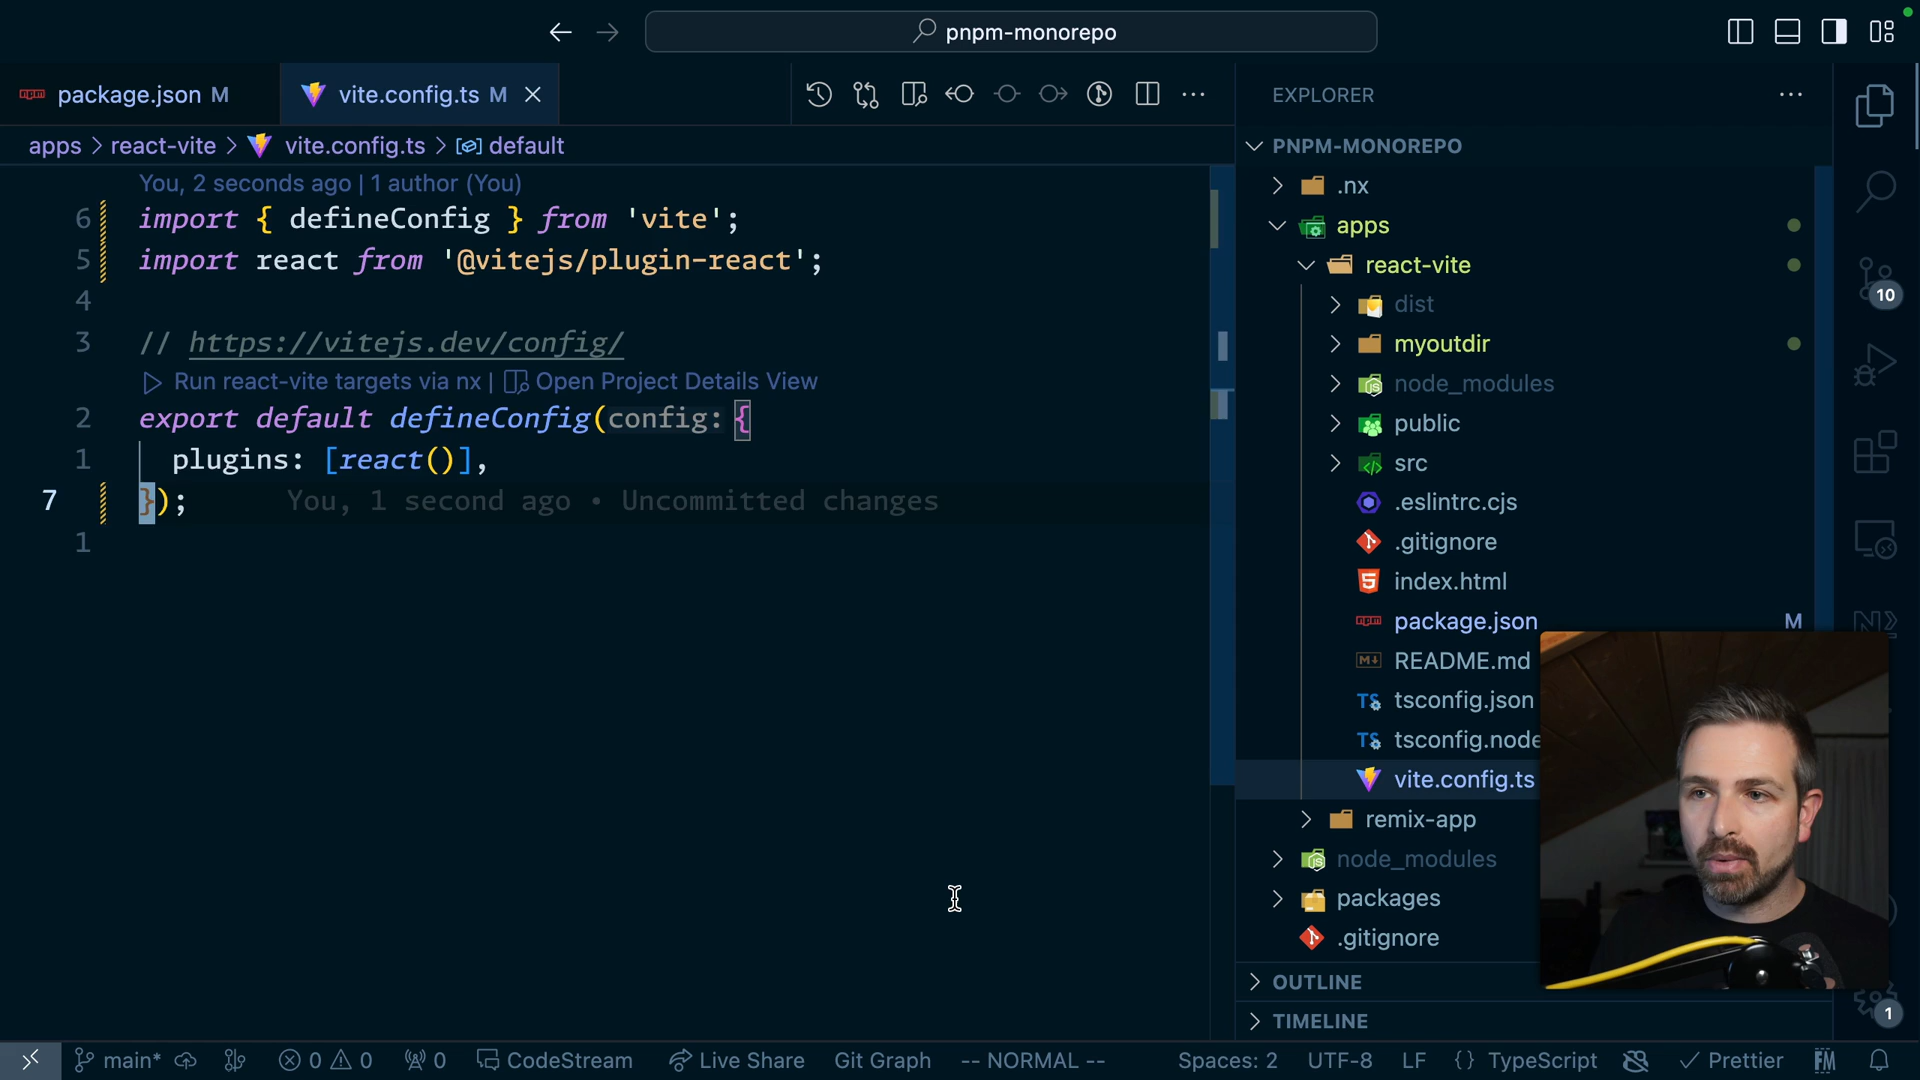 pnpm-monorepo
package.json M
vite.config.ts M
EXPLORER
apps > react-vite > vite.config.ts > default
PNPM-MONOREPO
You, 2 seconds ago | 1 author (You)
6 import { defineConfig } from 'vite';
5 import react from '@vitejs/plugin-react';
4
3 // https://vitejs.dev/config/
Run react-vite targets via nx | Open Project Details View
2 export default defineConfig(config: {
1 plugins: [react()],
7 }); You, 1 second ago • Uncommitted changes
1
.nx
apps
react-vite
dist
myoutdir
node_modules
public
src
.eslintrc.cjs
.gitignore
index.html
package.json M
README.md
tsconfig.json
tsconfig.node
vite.config.ts
remix-app
node_modules
packages
.gitignore
OUTLINE
TIMELINE
10
1
main* 0 0 0 CodeStream Live Share Git Graph -- NORMAL -- Spaces: 2 UTF-8 LF {} TypeScript Prettier